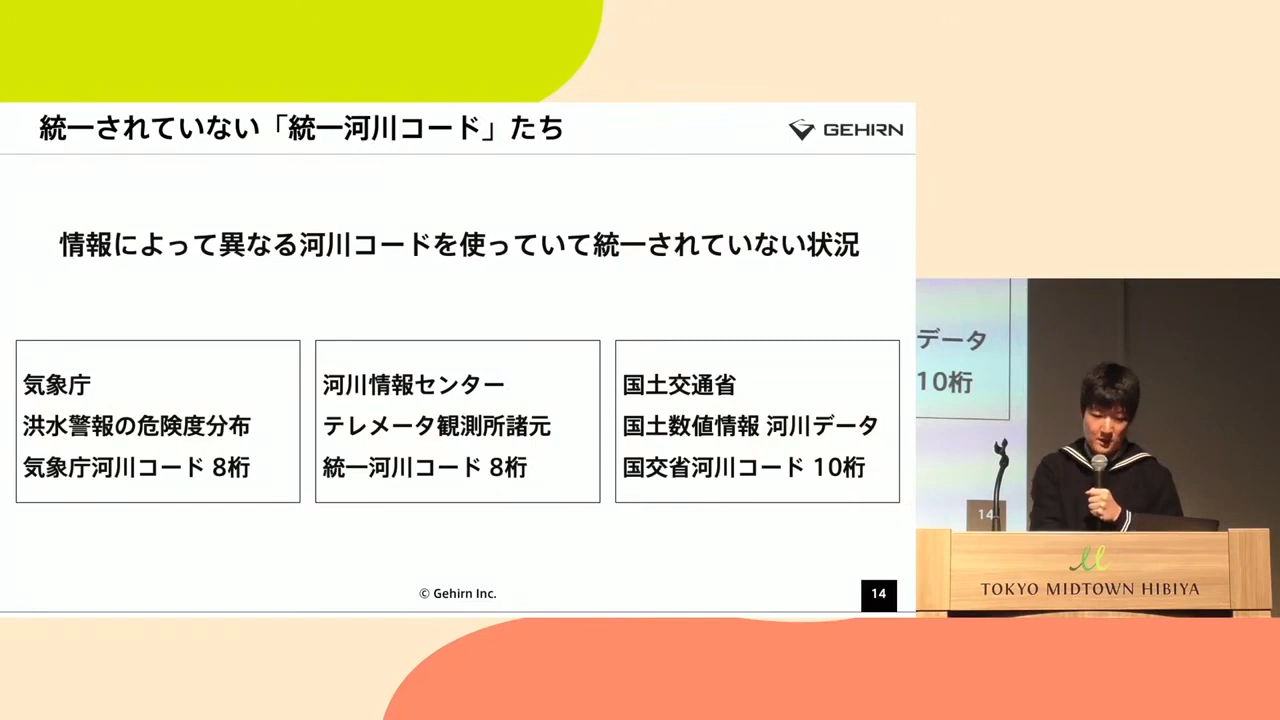 統一されていない「統一河川コード」たち
GEHIRN
情報によって異なる河川コードを使っていて統一されていない状況
気象庁
洪水警報の危険度分布
気象庁河川コード 8桁
河川情報センター
テレメータ観測所諸元
統一河川コード 8桁
国土交通省
国土数値情報 河川データ
国交省河川コード 10桁
© Gehirn Inc.
14
データ
10桁
14
TOKYO MIDTOWN HIBIYA